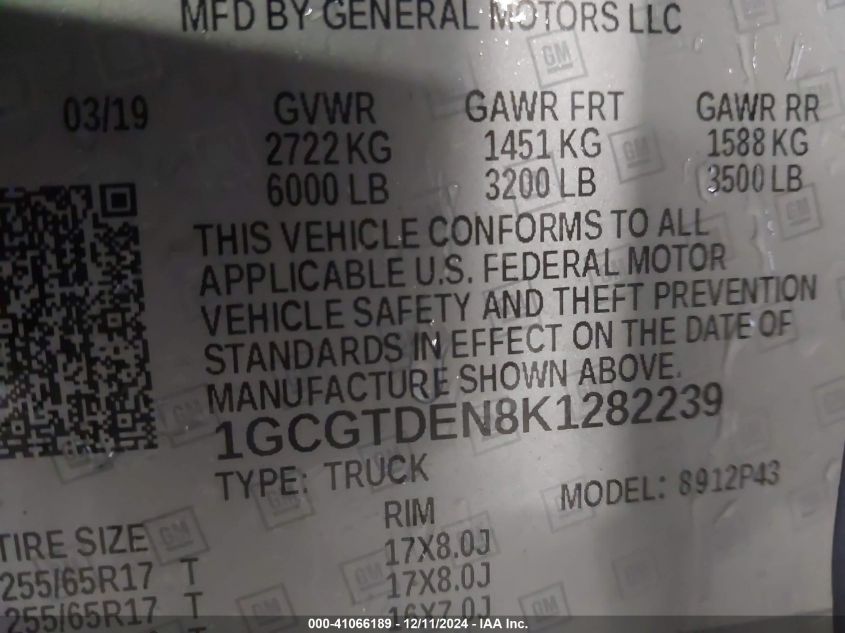 MFD BY GENERAL MOTORS LLC
03/19 GVWR GAWR FRT GAWR RR
2722 KG 1451 KG 1588 KG
6000 LB 3200 LB 3500 LB
THIS VEHICLE CONFORMS TO ALL
APPLICABLE U.S. FEDERAL MOTOR
VEHICLE SAFETY AND THEFT PREVENTION
STANDARDS IN EFFECT ON THE DATE OF
MANUFACTURE SHOWN ABOVE.
1GCGTDEN8K1282239
TYPE: TRUCK MODEL: 8912P43
TIRE SIZE RIM
255/65R17 T 17X8.0J
255/65R17 T 17X8.0J
T 16X7.0J
000-41066189 - 12/11/2024 - IAA Inc.